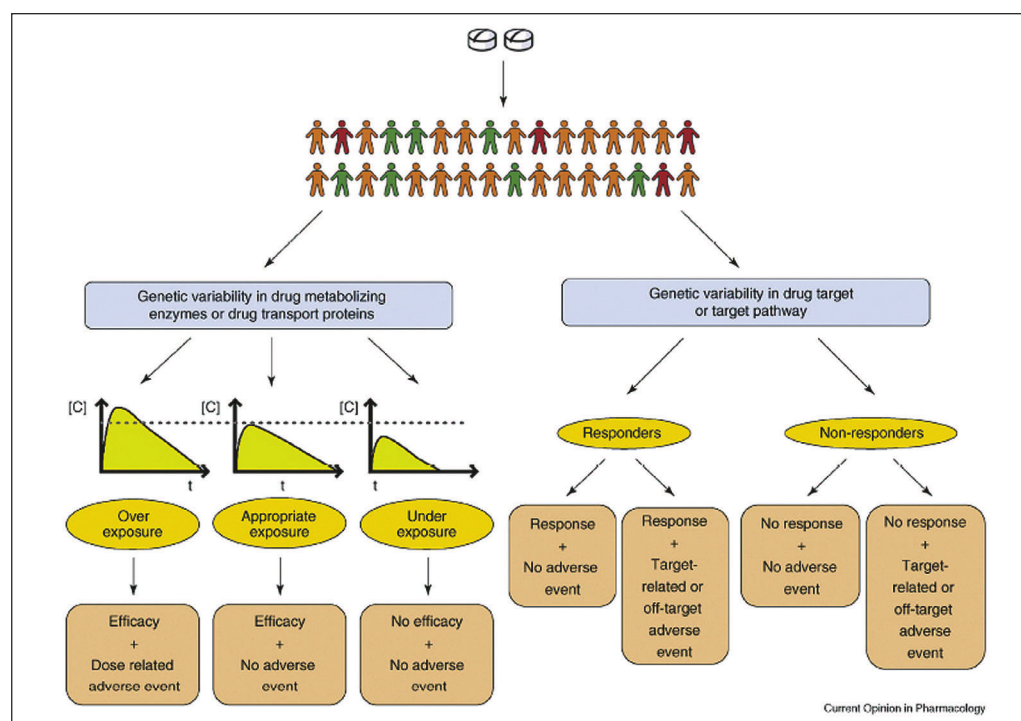 Genetic variability in drug metabolizing
enzymes or drug transport proteins
Genetic variability in drug target
or target pathway
[C]
t
[C]
t
[C]
t
Over
exposure
Appropriate
exposure
Under
exposure
Efficacy
+
Dose related
adverse event
Efficacy
+
No adverse
event
No efficacy
+
No adverse
event
Responders
Non-responders
Response
+
No adverse
event
Response
+
Target-
related or
off-target
adverse
event
No response
+
No adverse
event
No response
+
Target-
related or
off-target
adverse
event
Current Opinion in Pharmacology